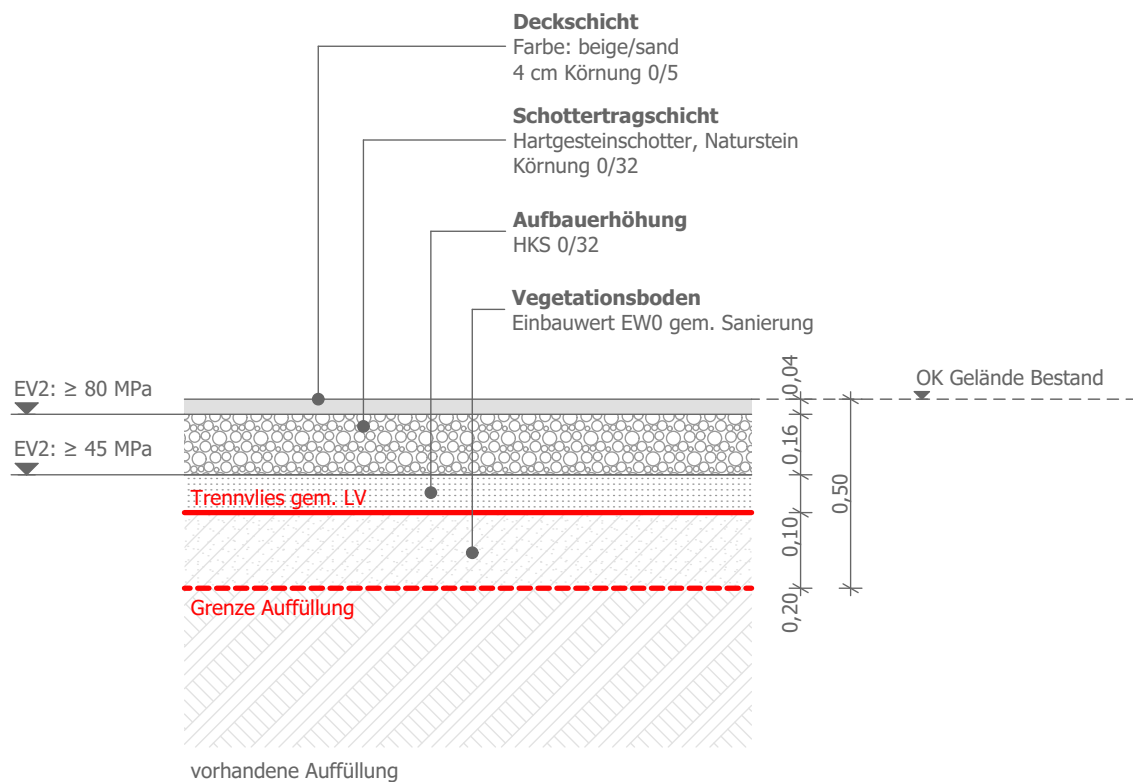 Deckschicht
Farbe: beige/sand
4 cm Körnung 0/5
Schottertragschicht
Hartgesteinschotter, Naturstein
Körnung 0/32
Aufbauerhöhung
HKS 0/32
Vegetationsboden
Einbauwert EW0 gem. Sanierung
EV2: ≥ 80 MPa
OK Gelände Bestand
EV2: ≥ 45 MPa
0,04
0,16
0,10
0,20
0,50
Trennvlies gem. LV
Grenze Auffüllung
vorhandene Auffüllung